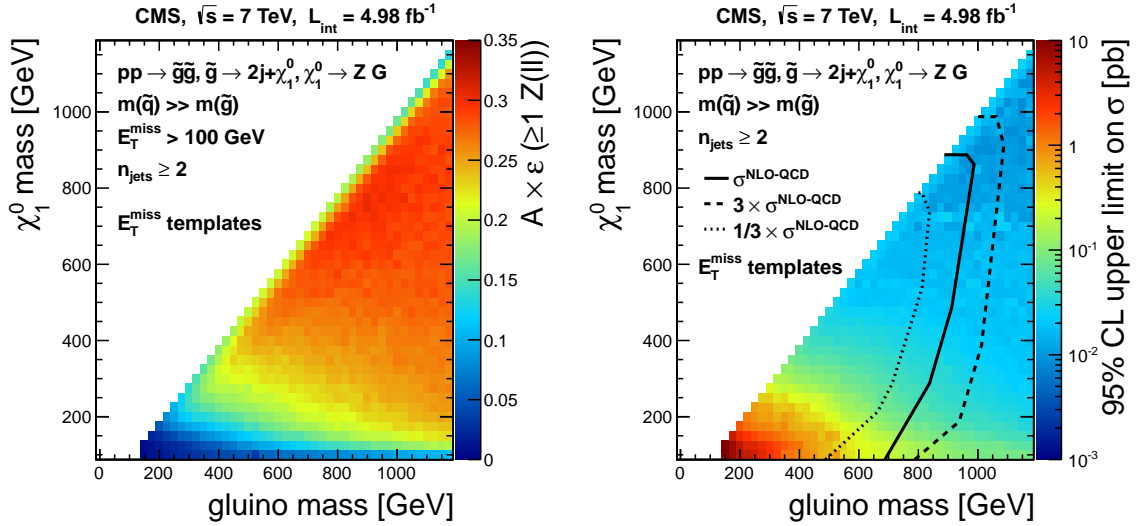 CMS, √s = 7 TeV, L_int = 4.98 fb⁻¹
χ₁⁰ mass [GeV]
1000
800
600
400
200
pp → g̃g̃, g̃ → 2j+χ₁⁰, χ₁⁰ → Z G
m(q̃) >> m(g̃)
E_T^miss > 100 GeV
n_jets ≥ 2
E_T^miss templates
0 200 400 600 800 1000
gluino mass [GeV]
0.35
0.3
0.25
0.2
0.15
0.1
0.05
0
A × ε (≥1 Z(ll))
CMS, √s = 7 TeV, L_int = 4.98 fb⁻¹
χ₁⁰ mass [GeV]
1000
800
600
400
200
pp → g̃g̃, g̃ → 2j+χ₁⁰, χ₁⁰ → Z G
m(q̃) >> m(g̃)
n_jets ≥ 2
σ^NLO-QCD
3 × σ^NLO-QCD
1/3 × σ^NLO-QCD
E_T^miss templates
0 200 400 600 800 1000
gluino mass [GeV]
10
1
10⁻¹
10⁻²
10⁻³
95% CL upper limit on σ [pb]